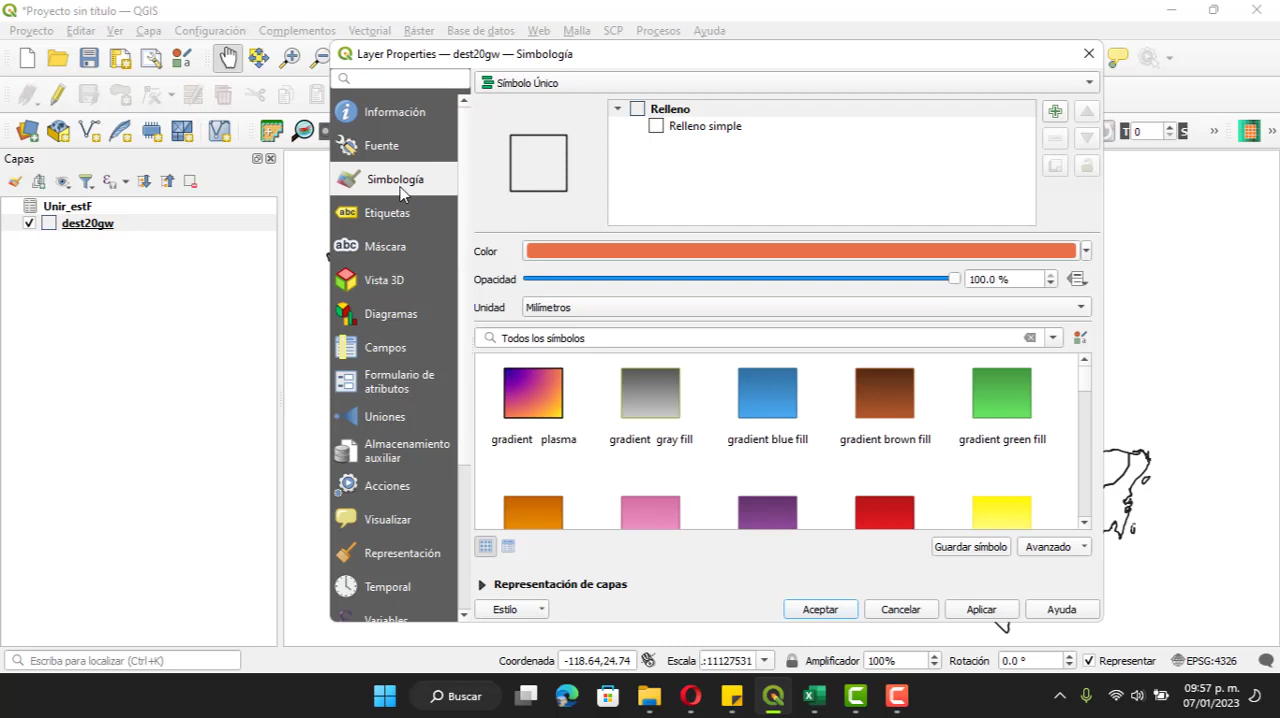 *Proyecto sin título — QGIS
Proyecto Editar Ver Capa Configuración Complementos Vectorial Ráster Base de datos Web Malla SCP Procesos Ayuda
Layer Properties — dest20gw — Simbología
Símbolo Único
Información
Fuente
Simbología
Etiquetas
Máscara
Vista 3D
Diagramas
Campos
Formulario de
atributos
Uniones
Almacenamiento
auxiliar
Acciones
Visualizar
Representación
Temporal
Variables
Relleno
Relleno simple
Color
Opacidad
100.0 %
Unidad
Milímetros
Todos los símbolos
gradient plasma
gradient gray fill
gradient blue fill
gradient brown fill
gradient green fill
Guardar símbolo
Avanzado
Representación de capas
Estilo
Aceptar
Cancelar
Aplicar
Ayuda
T 0 S
Capas
Unir_estF
dest20gw
Escriba para localizar (Ctrl+K)
Coordenada -118.64,24.74
Escala .:11127531
Amplificador 100%
Rotación 0.0 °
Representar
EPSG:4326
Buscar
09:57 p. m.
07/01/2023